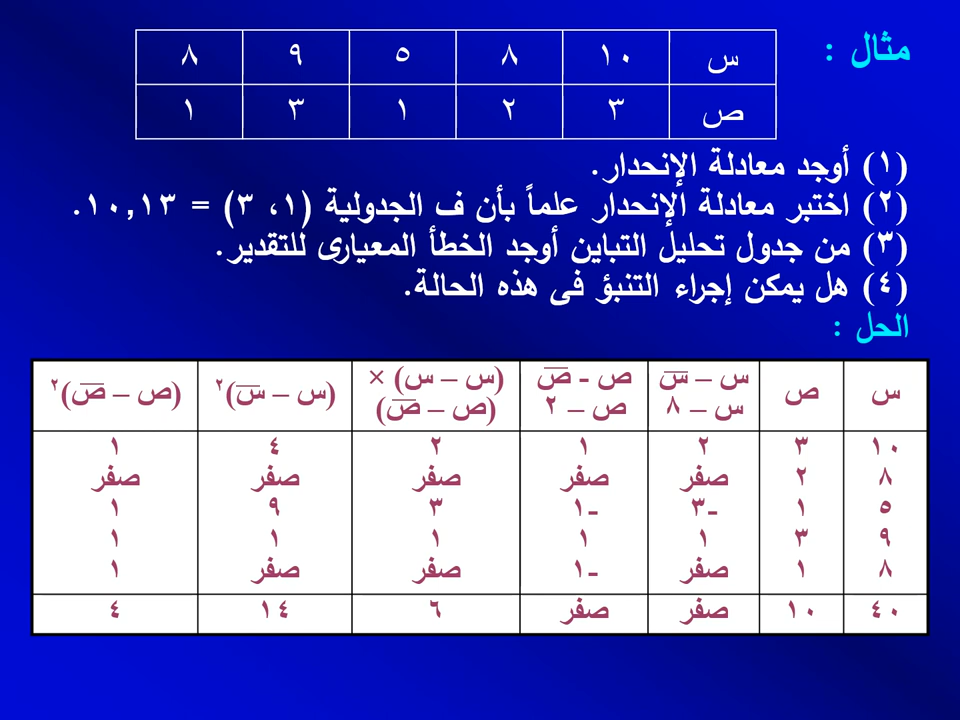 مثال :
س ١٠ ٨ ٥ ٩ ٨
ص ٣ ٢ ١ ٣ ١
(١) أوجد معادلة الإنحدار.
(٢) اختبر معادلة الإنحدار علماً بأن ف الجدولية (١، ٣) = ١٠,١٣.
(٣) من جدول تحليل التباين أوجد الخطأ المعيارى للتقدير.
(٤) هل يمكن إجراء التنبؤ فى هذه الحالة.
الحل :
س ص س – س̅ ص - ص̅ (س – س̅) × (س – س̅)٢ (ص – ص̅)٢
س – ٨ ص – ٢ (ص – ص̅)
١٠ ٣ ٢ ١ ٢ ٤ ١
٨ ٢ صفر صفر صفر صفر صفر
٥ ١ -٣ -١ ٣ ٩ ١
٩ ٣ ١ ١ ١ ١ ١
٨ ١ صفر -١ صفر صفر ١
٤٠ ١٠ صفر صفر ٦ ١٤ ٤